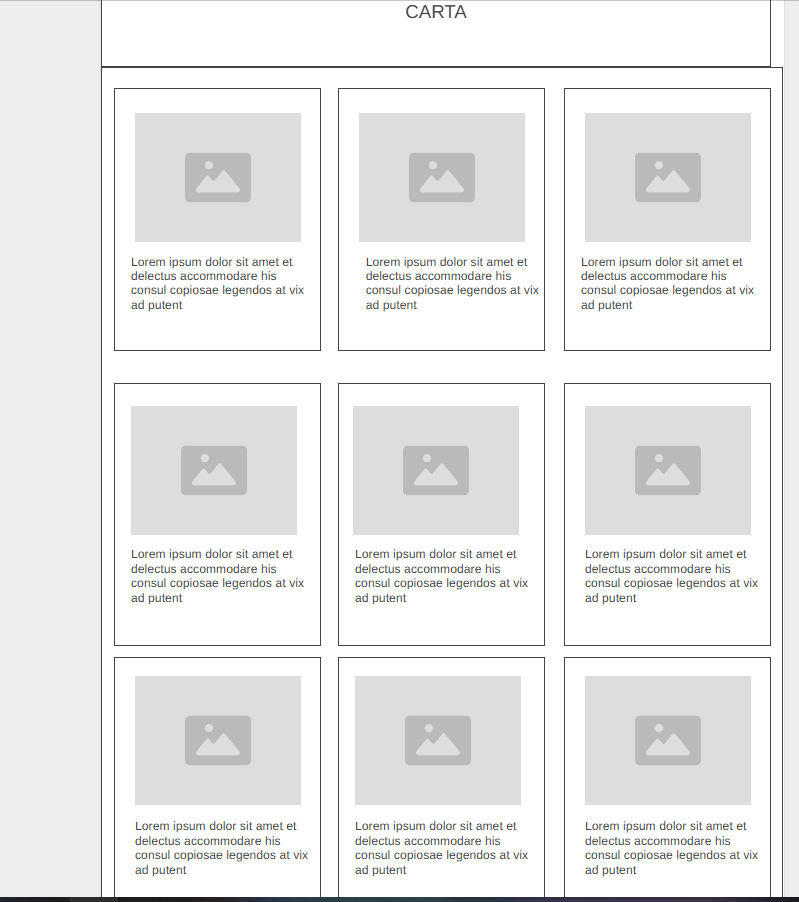 CARTA
Lorem ipsum dolor sit amet et
delectus accommodare his
consul copiosae legendos at vix
ad putent
Lorem ipsum dolor sit amet et
delectus accommodare his
consul copiosae legendos at vix
ad putent
Lorem ipsum dolor sit amet et
delectus accommodare his
consul copiosae legendos at vix
ad putent
Lorem ipsum dolor sit amet et
delectus accommodare his
consul copiosae legendos at vix
ad putent
Lorem ipsum dolor sit amet et
delectus accommodare his
consul copiosae legendos at vix
ad putent
Lorem ipsum dolor sit amet et
delectus accommodare his
consul copiosae legendos at vix
ad putent
Lorem ipsum dolor sit amet et
delectus accommodare his
consul copiosae legendos at vix
ad putent
Lorem ipsum dolor sit amet et
delectus accommodare his
consul copiosae legendos at vix
ad putent
Lorem ipsum dolor sit amet et
delectus accommodare his
consul copiosae legendos at vix
ad putent